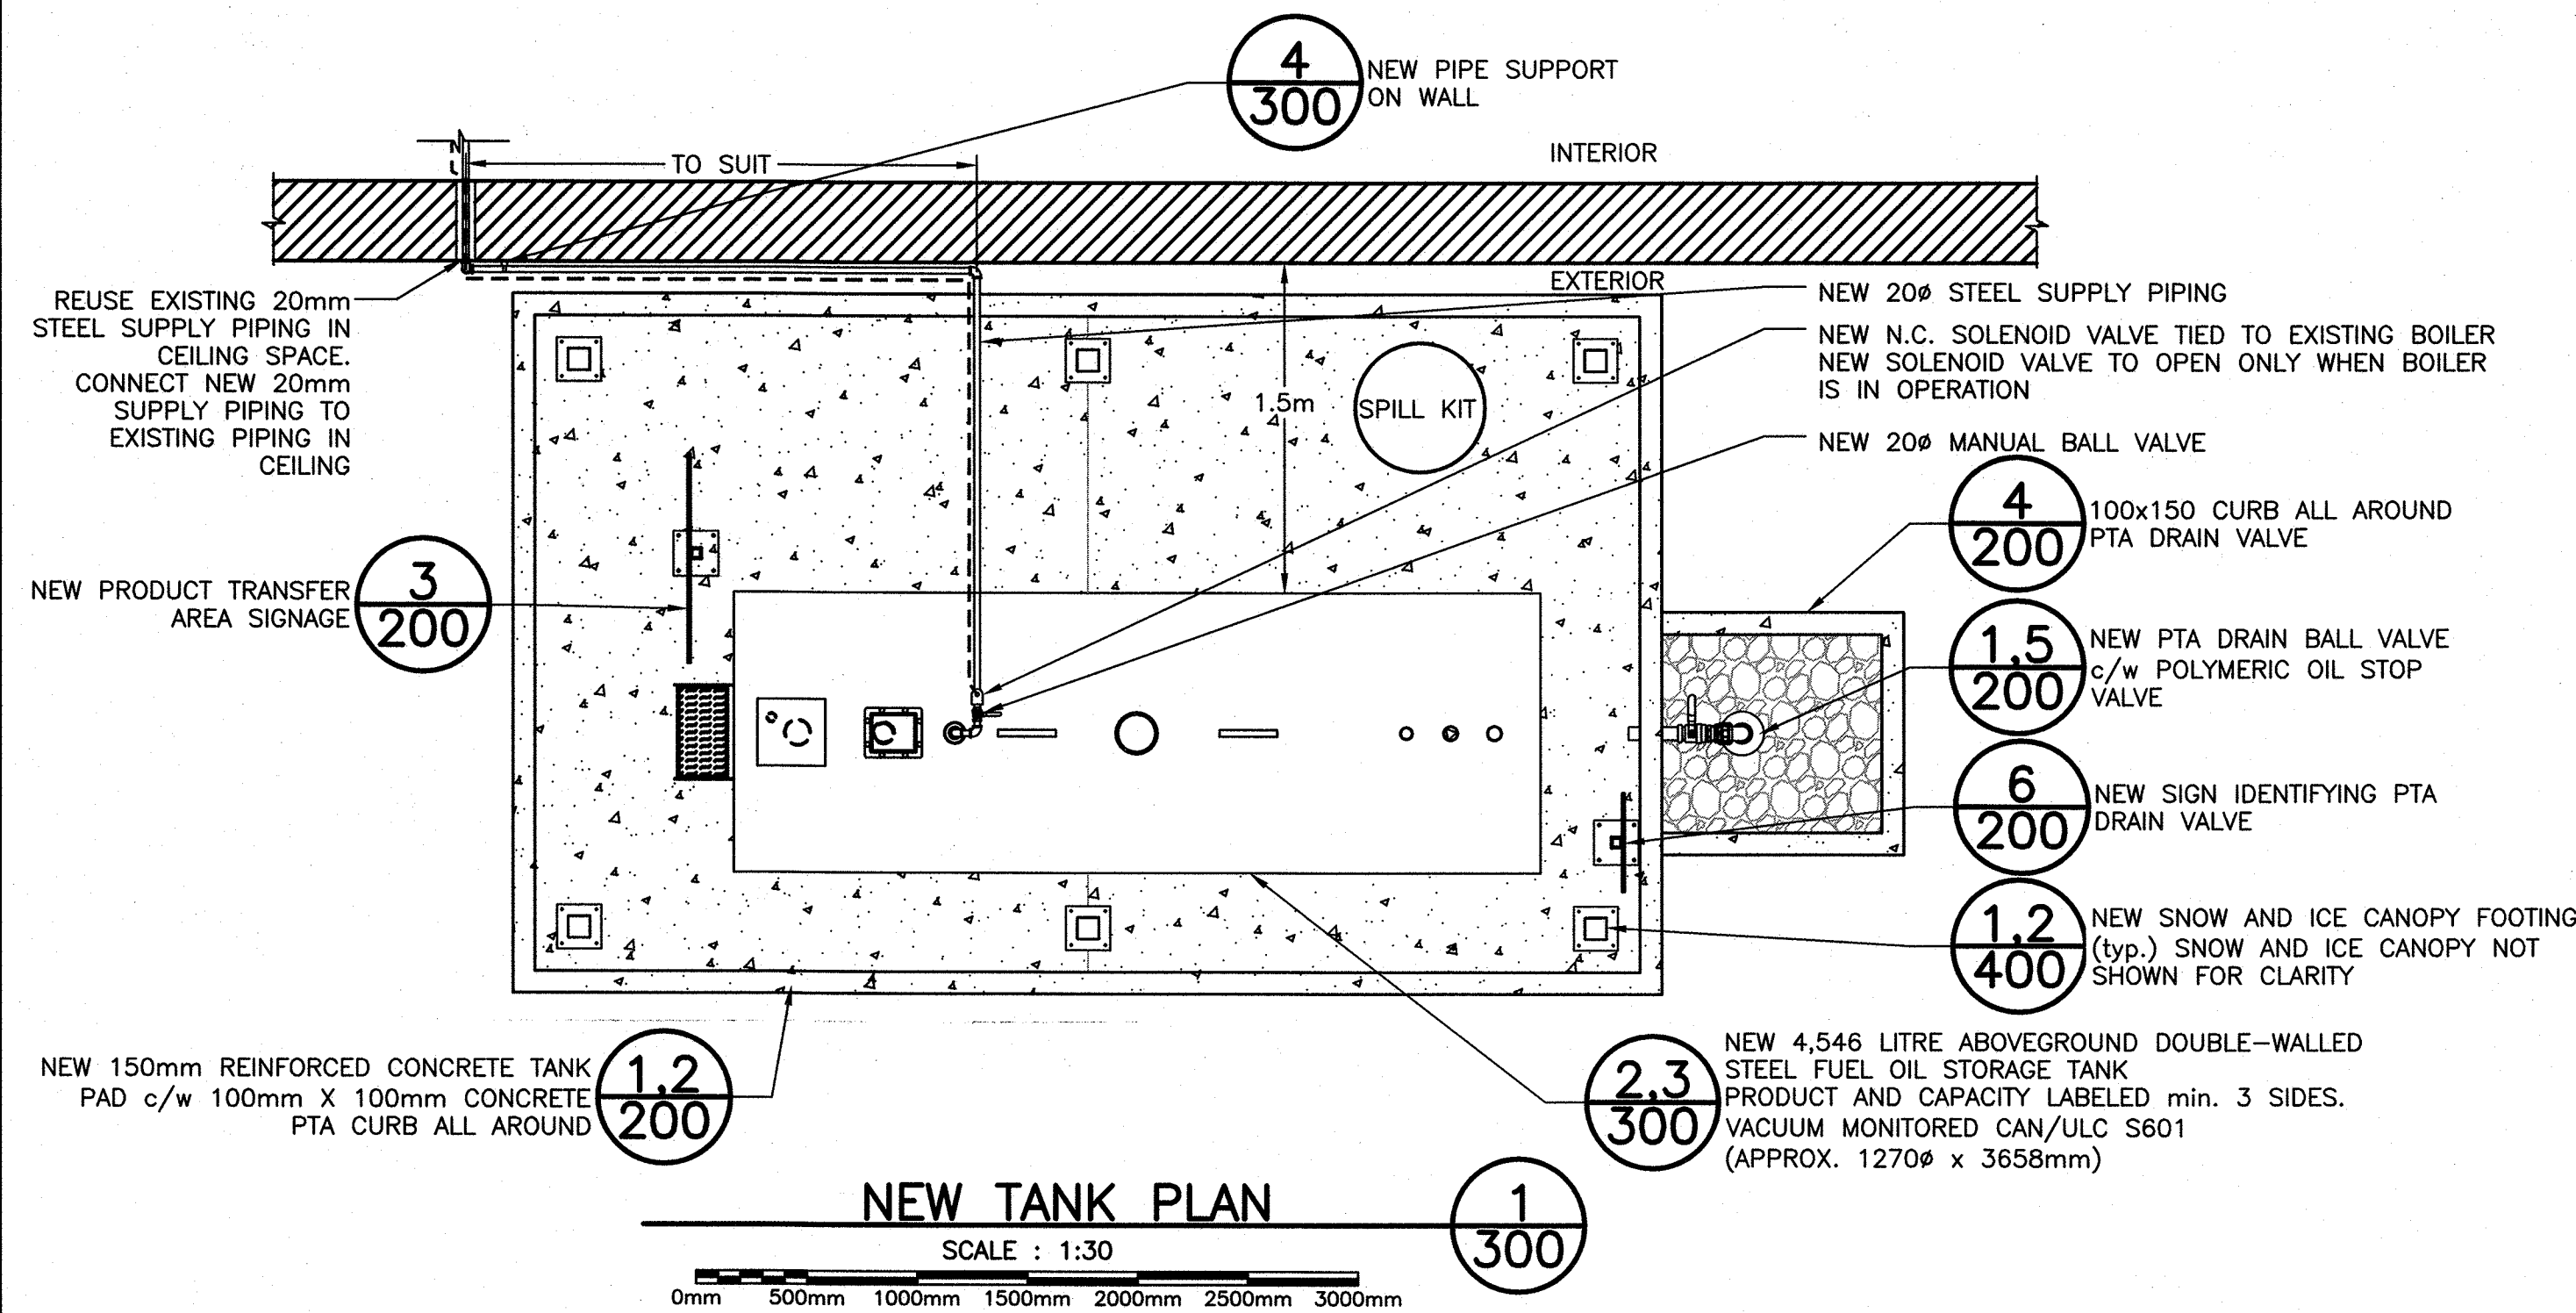 4
300
NEW PIPE SUPPORT
ON WALL
INTERIOR
TO SUIT
EXTERIOR
REUSE EXISTING 20mm
STEEL SUPPLY PIPING IN
CEILING SPACE.
CONNECT NEW 20mm
SUPPLY PIPING TO
EXISTING PIPING IN
CEILING
NEW 20ø STEEL SUPPLY PIPING
NEW N.C. SOLENOID VALVE TIED TO EXISTING BOILER
NEW SOLENOID VALVE TO OPEN ONLY WHEN BOILER
IS IN OPERATION
1.5m
SPILL KIT
NEW 20ø MANUAL BALL VALVE
4
200
100x150 CURB ALL AROUND
PTA DRAIN VALVE
NEW PRODUCT TRANSFER
AREA SIGNAGE
3
200
1,5
200
NEW PTA DRAIN BALL VALVE
c/w POLYMERIC OIL STOP
VALVE
6
200
NEW SIGN IDENTIFYING PTA
DRAIN VALVE
1,2
400
NEW SNOW AND ICE CANOPY FOOTING
(typ.) SNOW AND ICE CANOPY NOT
SHOWN FOR CLARITY
NEW 150mm REINFORCED CONCRETE TANK
PAD c/w 100mm X 100mm CONCRETE
PTA CURB ALL AROUND
1,2
200
2,3
300
NEW 4,546 LITRE ABOVEGROUND DOUBLE-WALLED
STEEL FUEL OIL STORAGE TANK
PRODUCT AND CAPACITY LABELED min. 3 SIDES.
VACUUM MONITORED CAN/ULC S601
(APPROX. 1270ø x 3658mm)
NEW TANK PLAN
1
300
SCALE : 1:30
0mm 500mm 1000mm 1500mm 2000mm 2500mm 3000mm